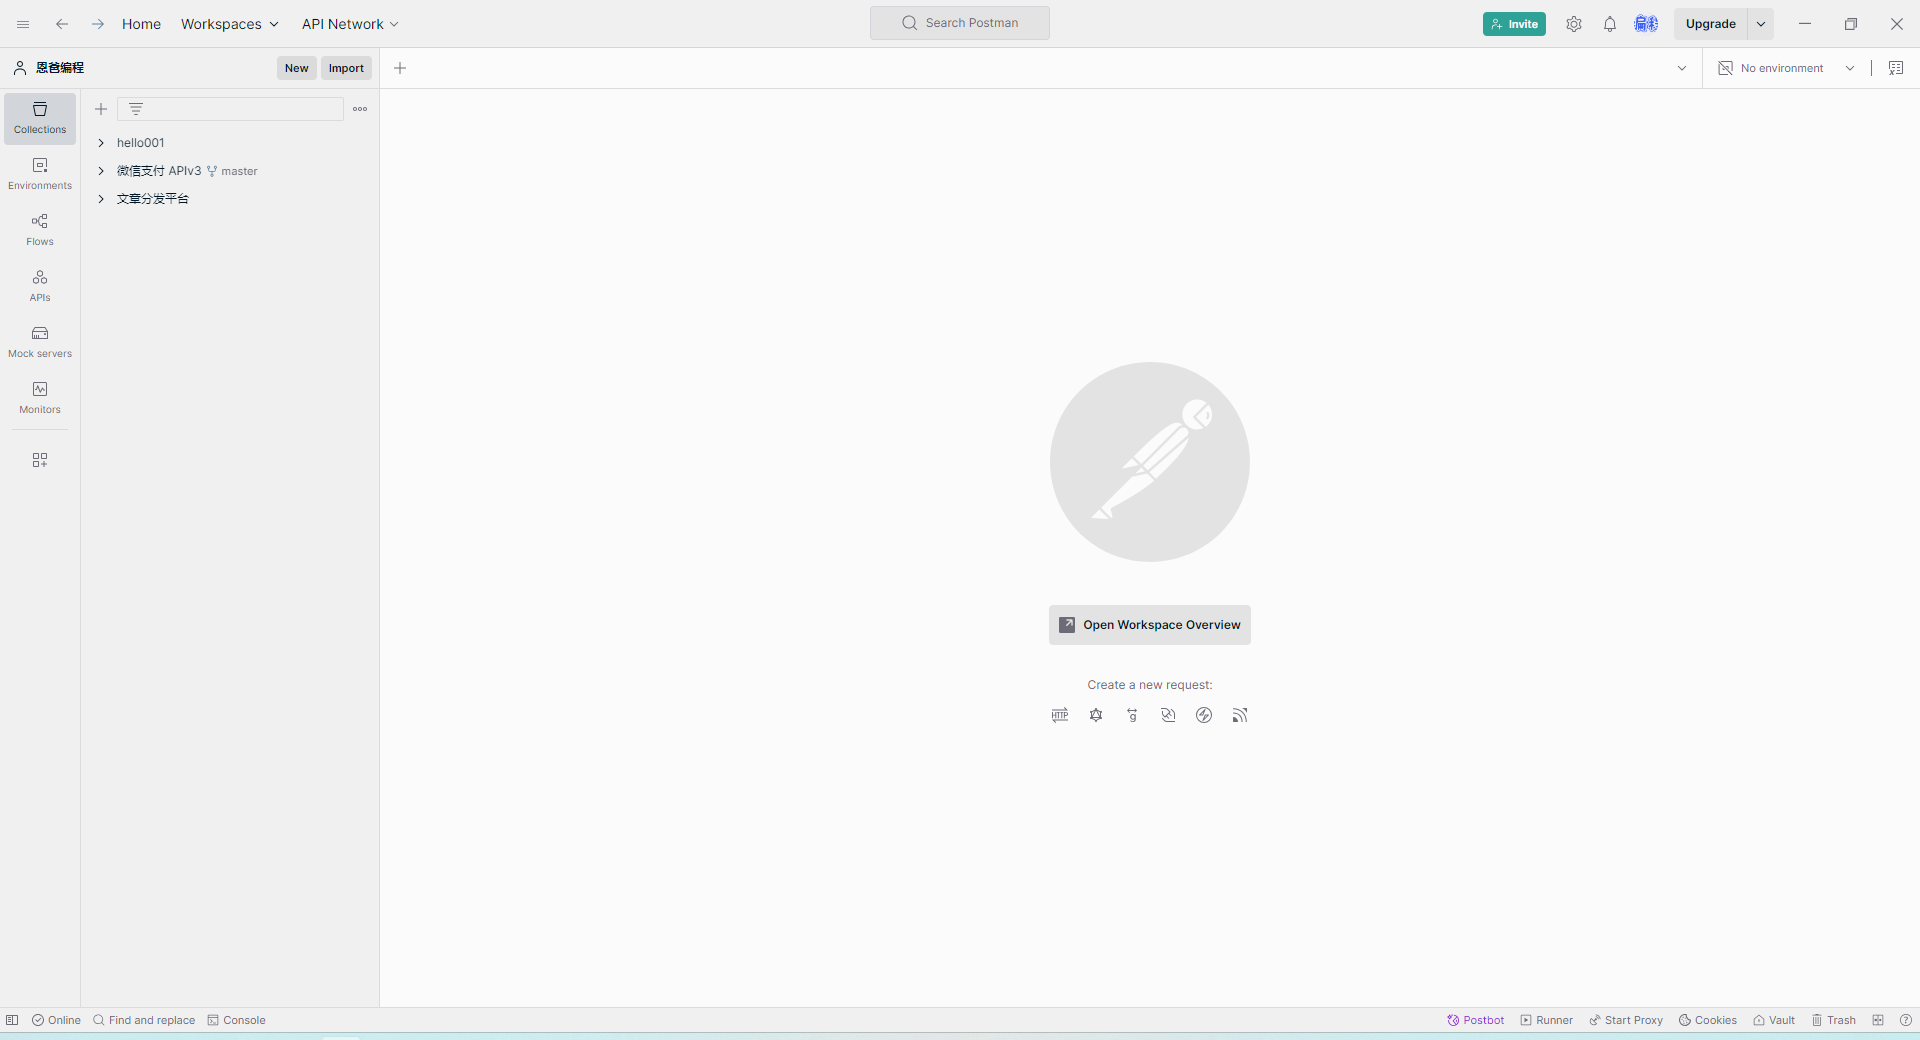 Home Workspaces API Network Search Postman Invite Upgrade
恩爸编程 New Import No environment
Collections
hello001
微信支付 APIv3 master
文章分发平台
Environments
Flows
APIs
Mock servers
Monitors
Open Workspace Overview
Create a new request:
HTTP g
Online Find and replace Console Postbot Runner Start Proxy Cookies Vault Trash